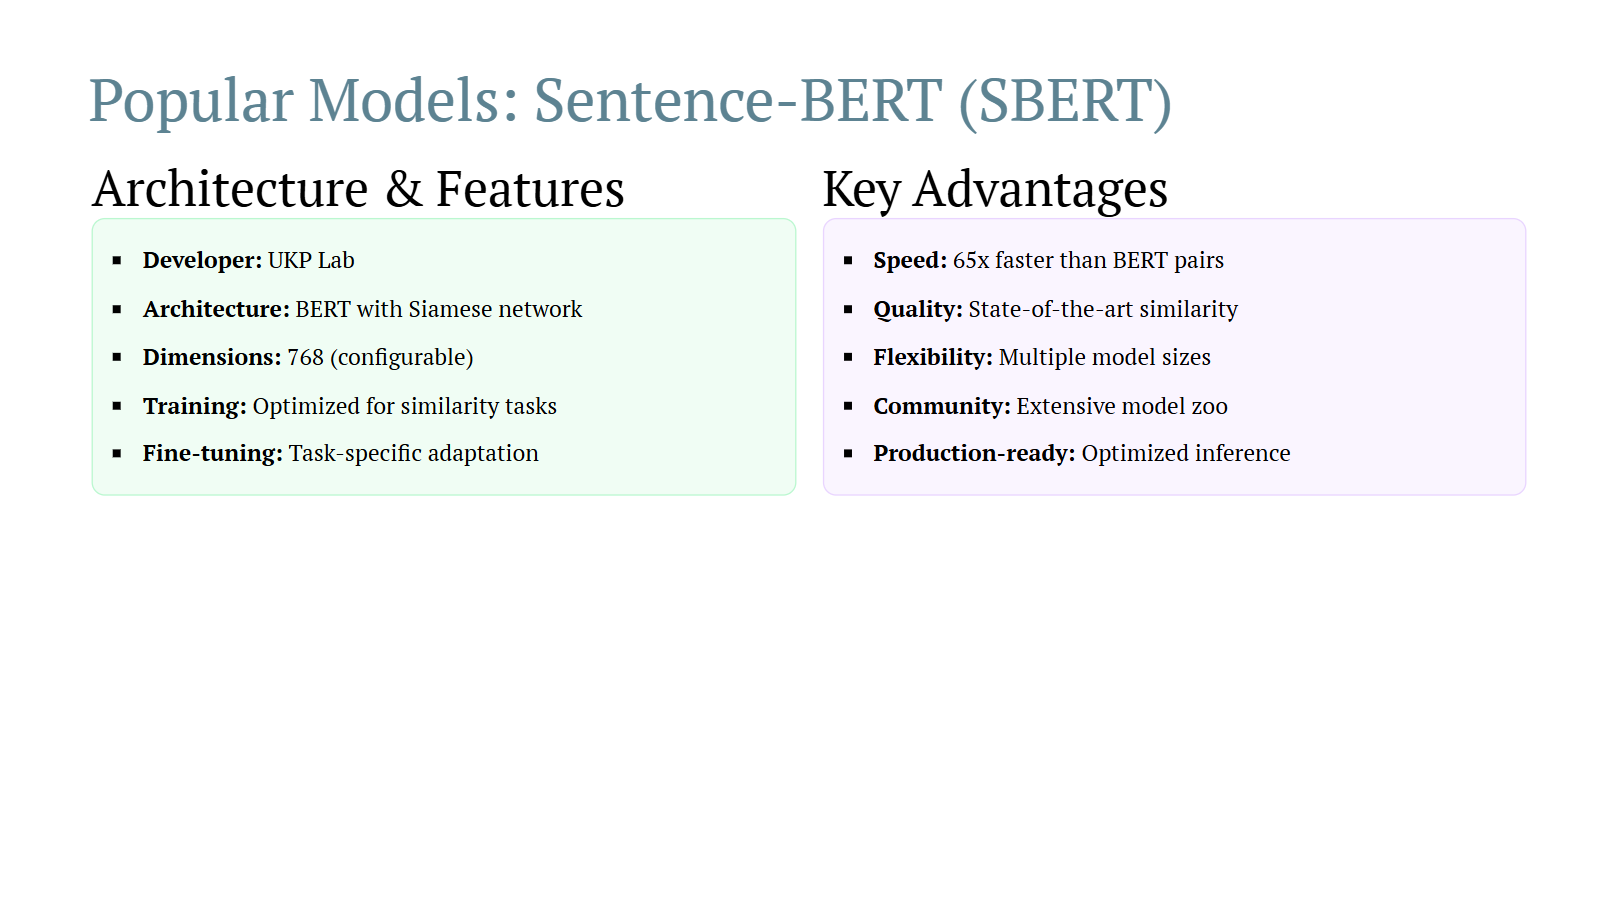 Popular Models: Sentence-BERT (SBERT)
Architecture & Features
Developer: UKP Lab
Architecture: BERT with Siamese network
Dimensions: 768 (configurable)
Training: Optimized for similarity tasks
Fine-tuning: Task-specific adaptation
Key Advantages
Speed: 65x faster than BERT pairs
Quality: State-of-the-art similarity
Flexibility: Multiple model sizes
Community: Extensive model zoo
Production-ready: Optimized inference